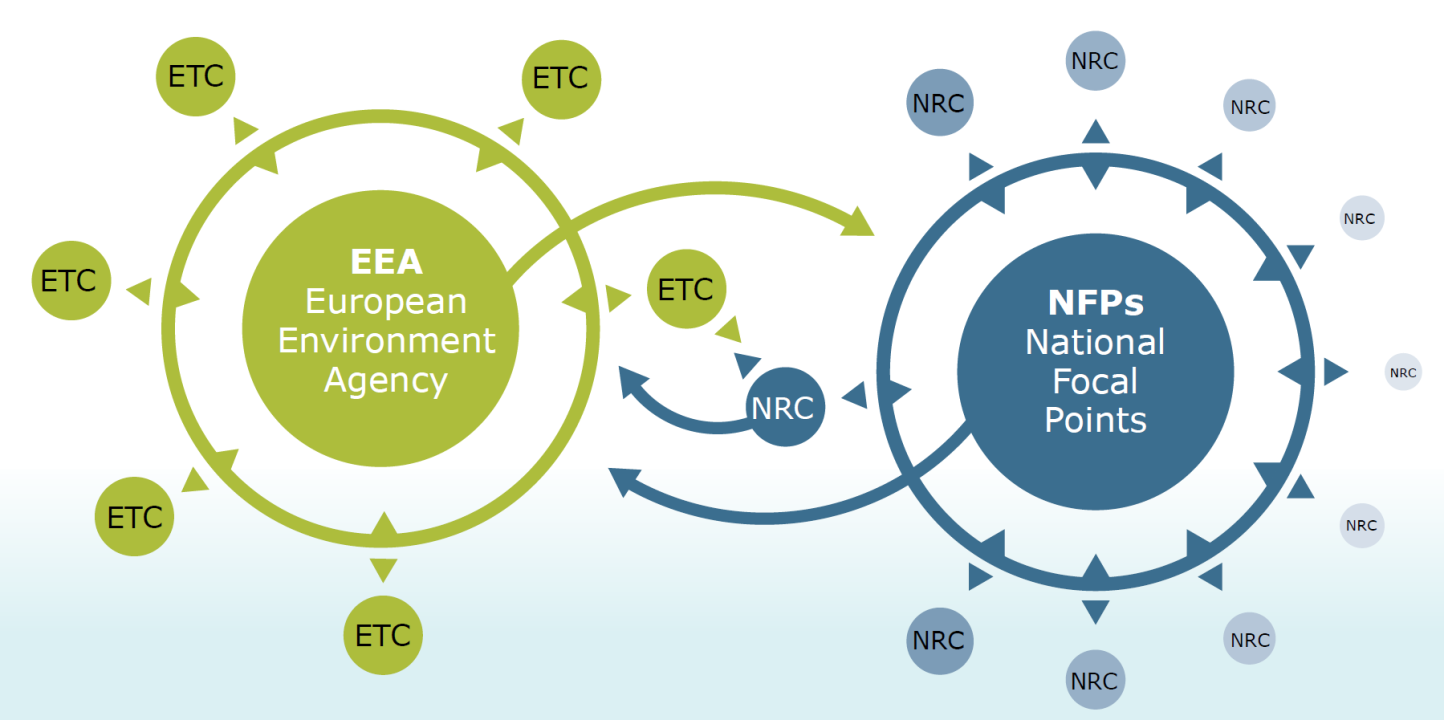 ETC
ETC
ETC
ETC
ETC
ETC
EEA
European
Environment
Agency
NRC
NFPs
National
Focal
Points
NRC
NRC
NRC
NRC
NRC
NRC
NRC
NRC
NRC